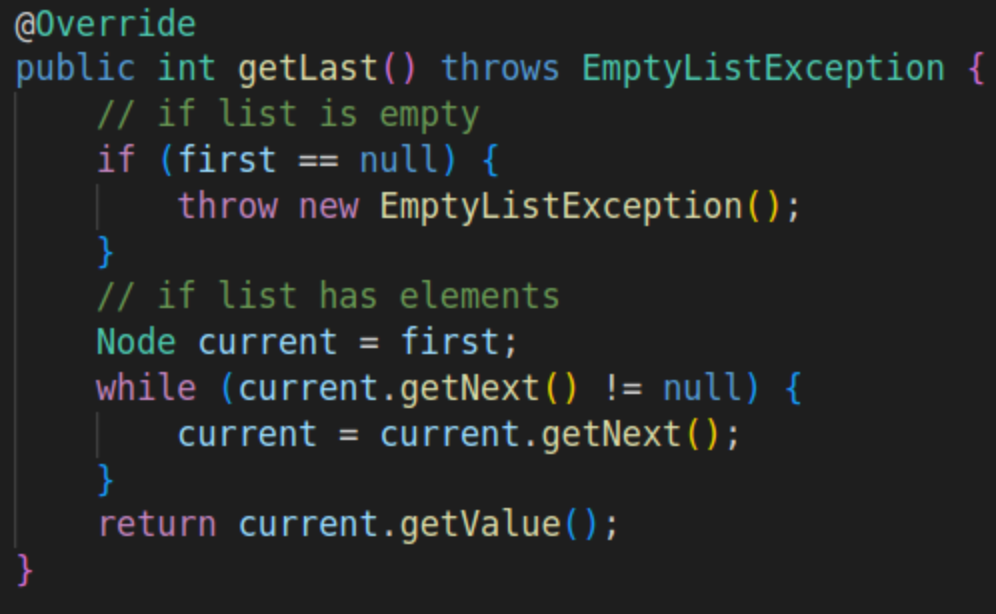 @Override
public int getLast() throws EmptyListException {
    // if list is empty
    if (first == null) {
        throw new EmptyListException();
    }
    // if list has elements
    Node current = first;
    while (current.getNext() != null) {
        current = current.getNext();
    }
    return current.getValue();
}